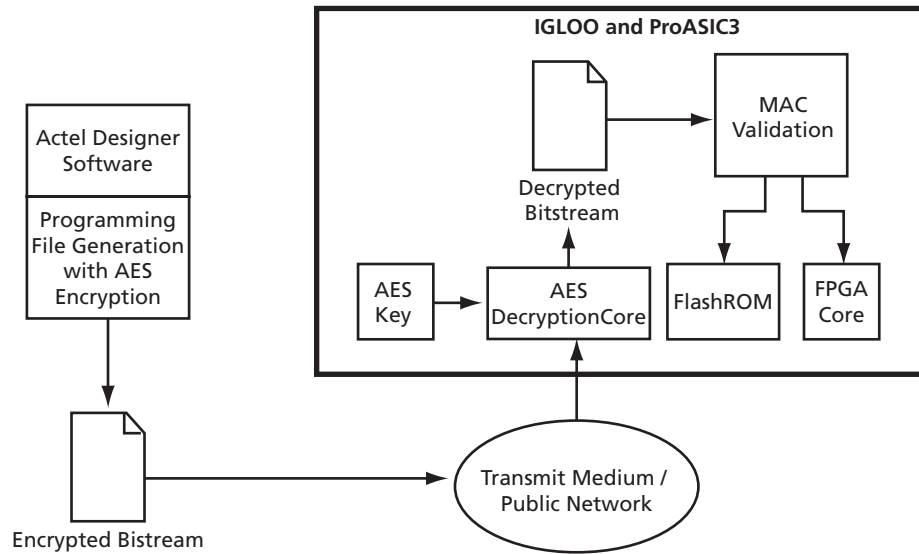 IGLOO and ProASIC3
MAC
Validation
Actel Designer
Software
Decrypted
Bitstream
Programming
File Generation
with AES
Encryption
AES
Key
AES
DecryptionCore
FlashROM
FPGA
Core
Transmit Medium /
Public Network
Encrypted Bistream